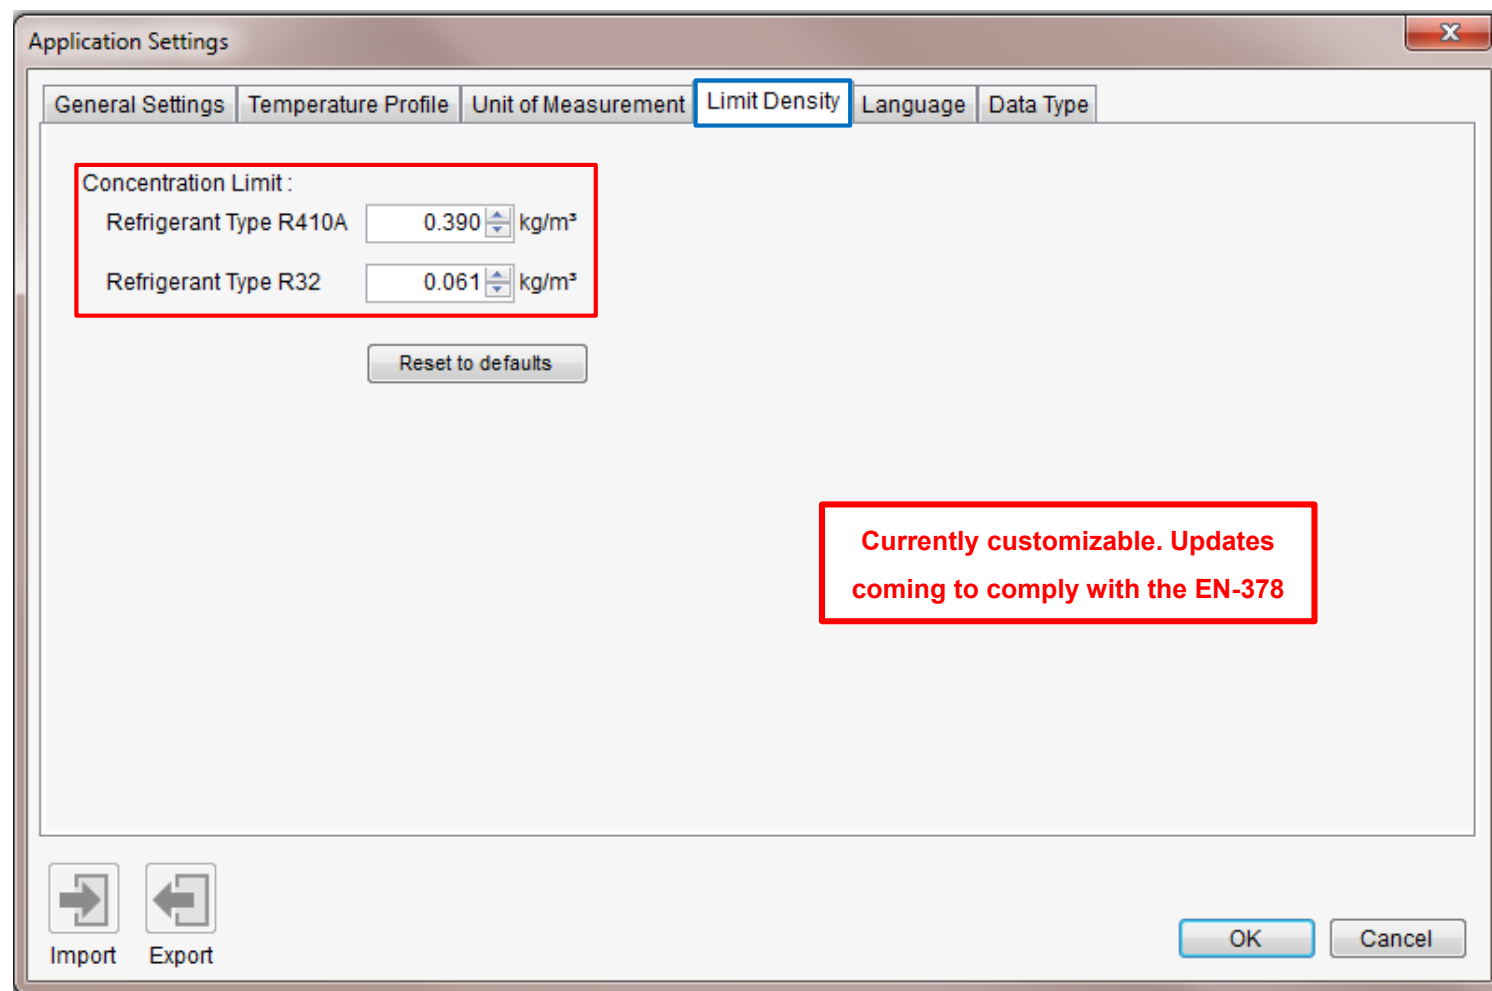 Application Settings
General Settings Temperature Profile Unit of Measurement Limit Density Language Data Type
Concentration Limit :
Refrigerant Type R410A 0.390 kg/m³
Refrigerant Type R32 0.061 kg/m³
Reset to defaults
Currently customizable. Updates
coming to comply with the EN-378
Import Export
OK Cancel